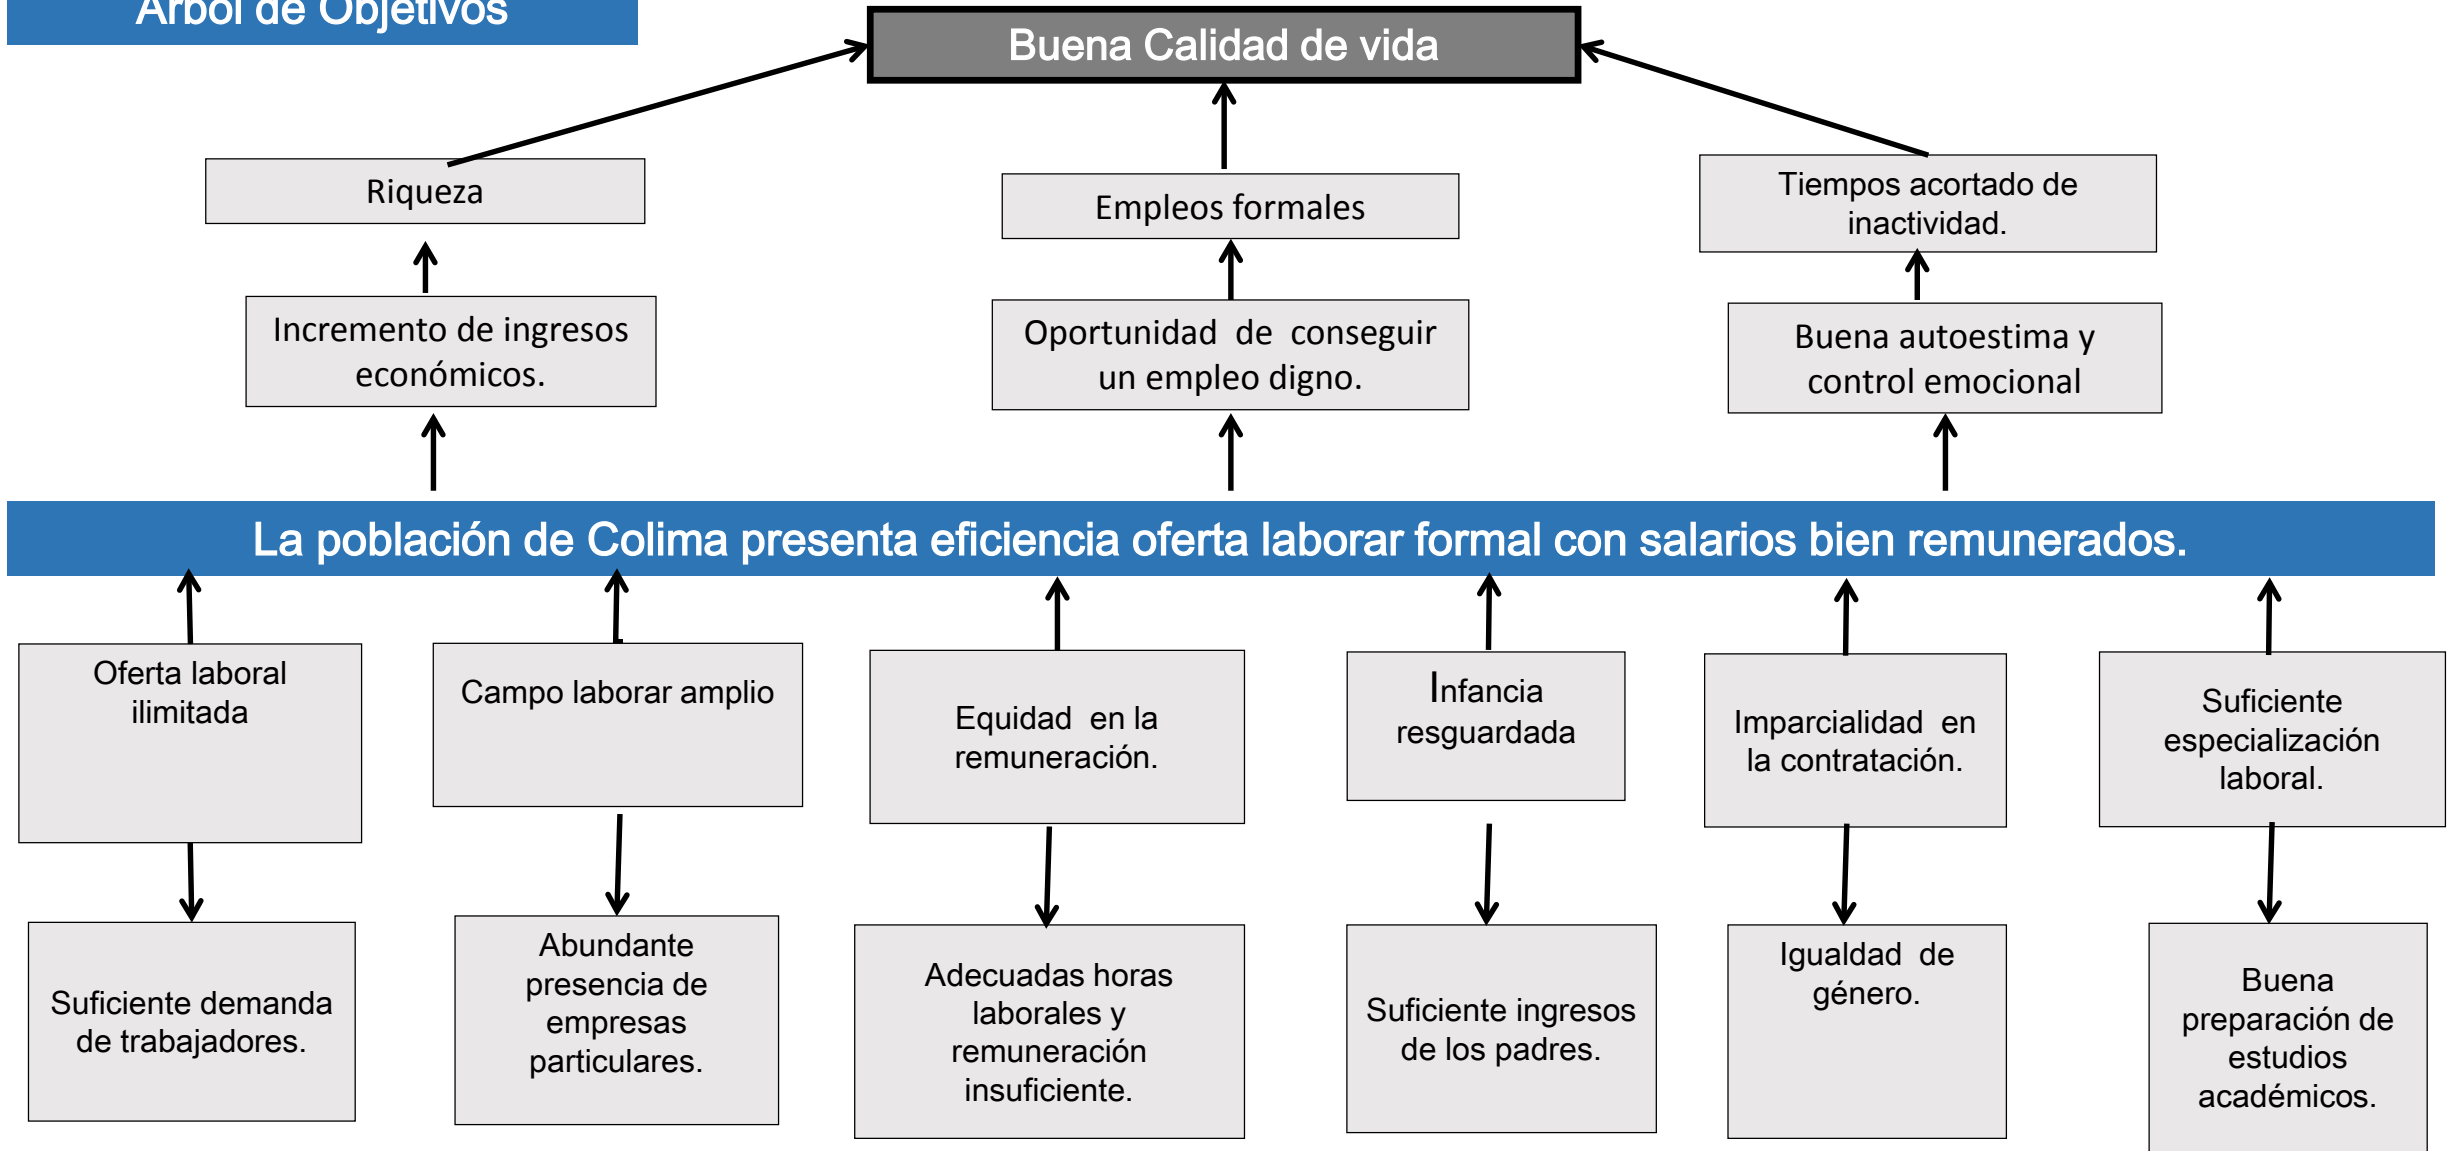 Arbol de Objetivos
Buena Calidad de vida
Riqueza
Empleos formales
Tiempos acortado de
inactividad.
Incremento de ingresos
económicos.
Oportunidad de conseguir
un empleo digno.
Buena autoestima y
control emocional
La población de Colima presenta eficiencia oferta laborar formal con salarios bien remunerados.
Oferta laboral
ilimitada
Campo laborar amplio
Equidad en la
remuneración.
Infancia
resguardada
Imparcialidad en
la contratación.
Suficiente
especialización
laboral.
Suficiente demanda
de trabajadores.
Abundante
presencia de
empresas
particulares.
Adecuadas horas
laborales y
remuneración
insuficiente.
Suficiente ingresos
de los padres.
Igualdad de
género.
Buena
preparación de
estudios
académicos.